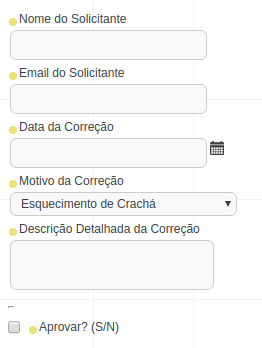 Nome do Solicitante
Email do Solicitante
Data da Correção
Motivo da Correção
Esquecimento de Crachá
Descrição Detalhada da Correção
Aprovar? (S/N)